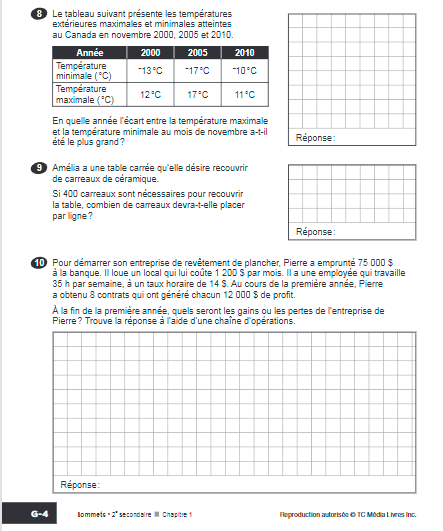 8 Le tableau suivant présente les températures
extérieures maximales et minimales atteintes
au Canada en novembre 2000, 2005 et 2010.
Année 2000 2005 2010
Température
minimale (°C) ⁻13 °C ⁻17 °C ⁻10 °C
Température
maximale (°C) 12 °C 17 °C 11 °C
En quelle année l'écart entre la température maximale
et la température minimale au mois de novembre a-t-il
été le plus grand ?
Réponse :
9 Amélia a une table carrée qu'elle désire recouvrir
de carreaux de céramique.
Si 400 carreaux sont nécessaires pour recouvrir
la table, combien de carreaux devra-t-elle placer
par ligne ?
Réponse :
10 Pour démarrer son entreprise de revêtement de plancher, Pierre a emprunté 75 000 $
à la banque. Il loue un local qui lui coûte 1 200 $ par mois. Il a une employée qui travaille
35 h par semaine, à un taux horaire de 14 $. Au cours de la première année, Pierre
a obtenu 8 contrats qui ont généré chacun 12 000 $ de profit.
À la fin de la première année, quels seront les gains ou les pertes de l'entreprise de
Pierre ? Trouve la réponse à l'aide d'une chaîne d'opérations.
Réponse :
G-4 Sommets • 2e secondaire ■ Chapitre 1 Reproduction autorisée © TC Média Livres Inc.